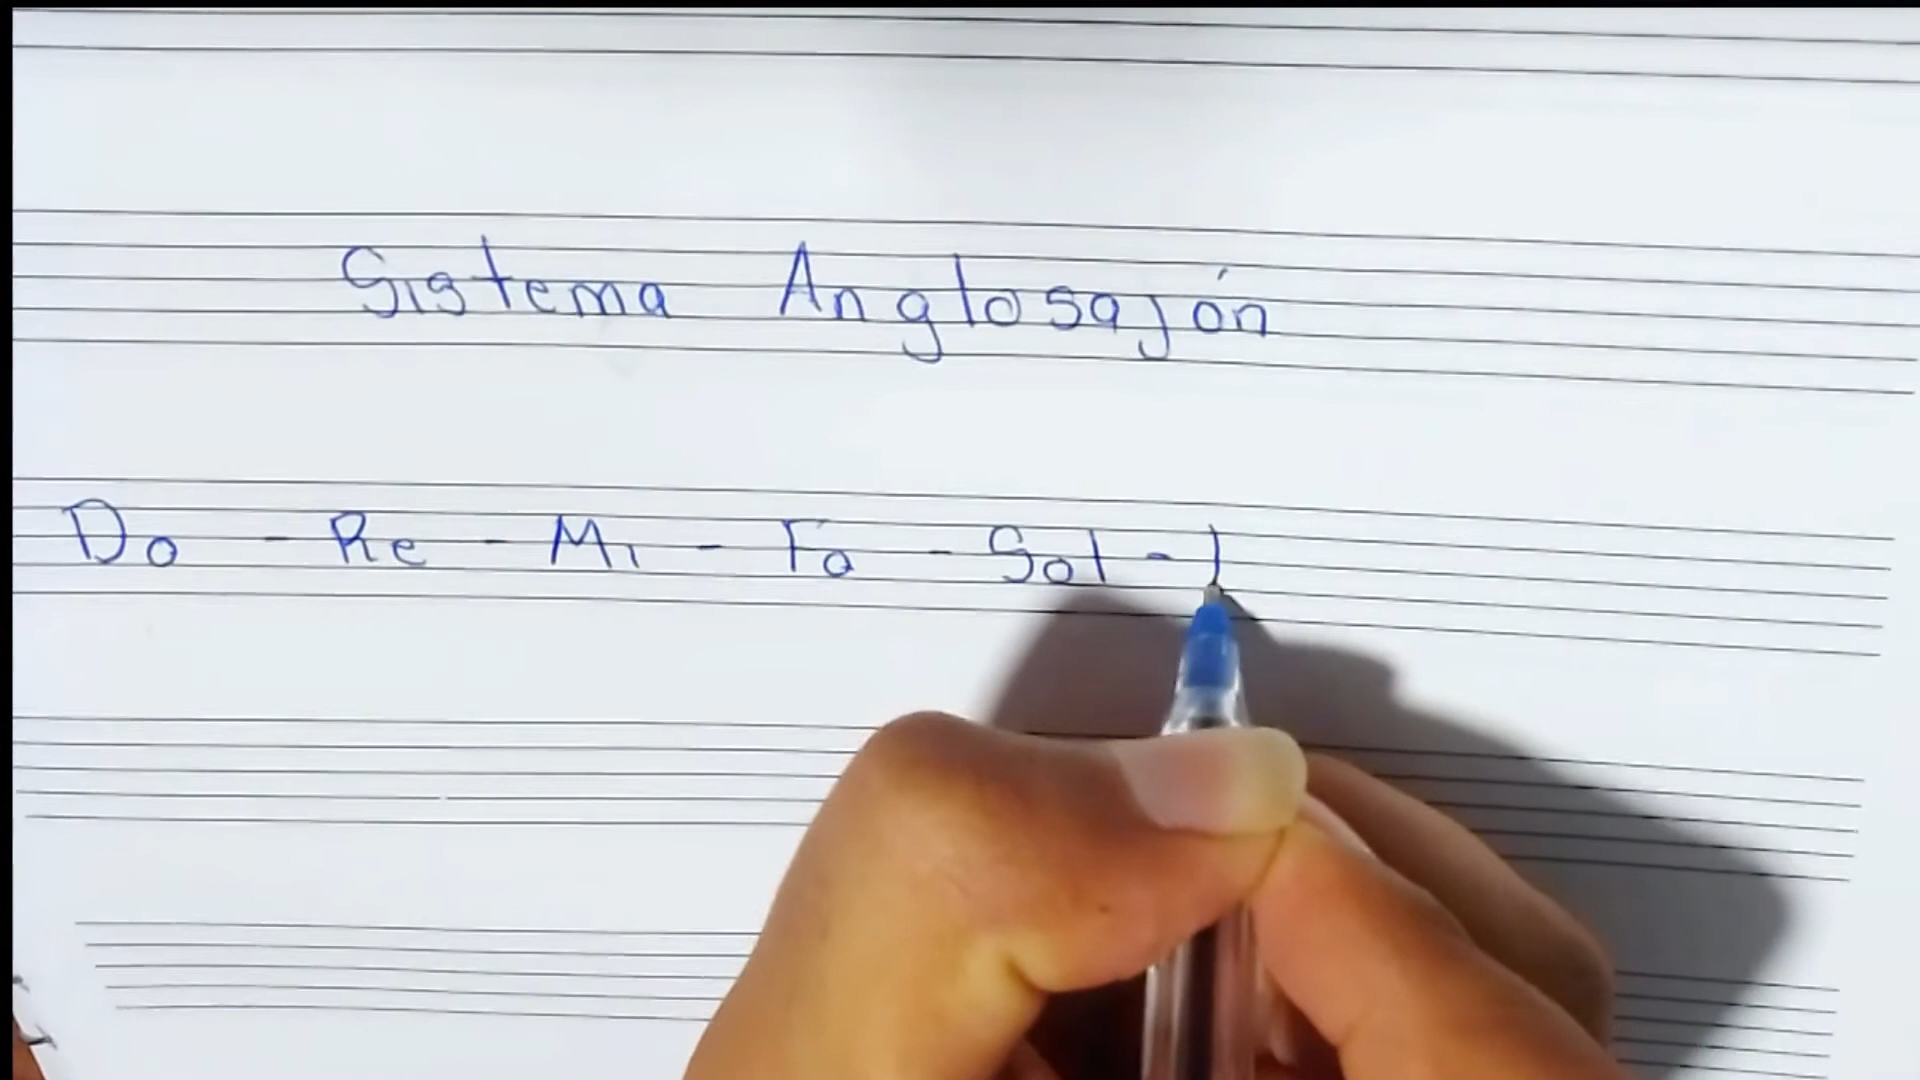 Sistema Anglosajón
Do - Re - Mi - Fa - Sol -